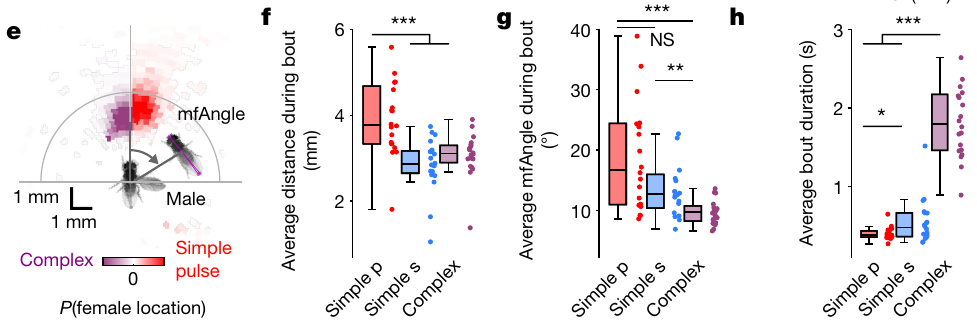 e
mfAngle
Male
1 mm
1 mm
Complex
Simple
pulse
0
P(female location)
f
Average distance during bout
(mm)
6
4
2
***
Simple p
Simple s
Complex
g
Average mfAngle during bout
(°)
40
30
20
10
***
NS
**
Simple p
Simple s
Complex
h
Average bout duration (s)
3
2
1
***
*
Simple p
Simple s
Complex